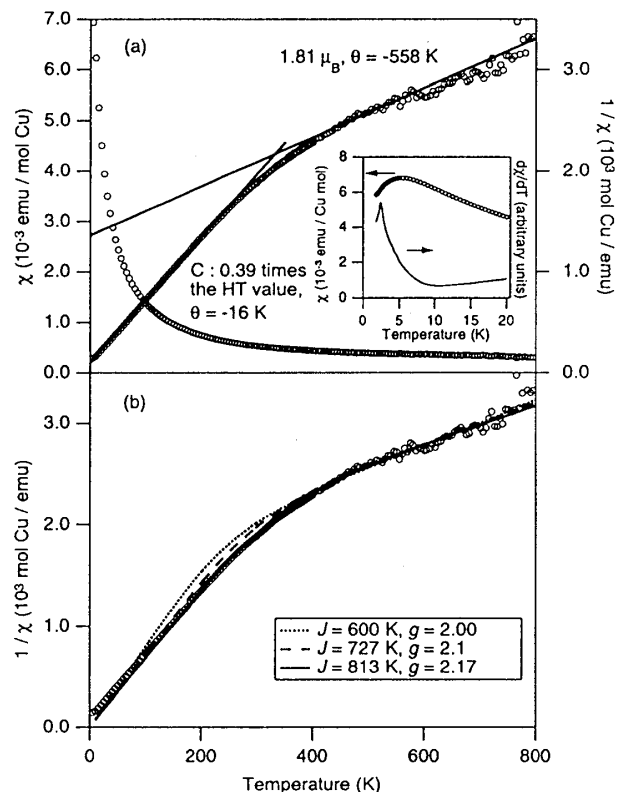 (a)
7.0
6.0
5.0
4.0
3.0
2.0
1.0
0.0
χ (10⁻³ emu / mol Cu)
1.81 μB, θ = -558 K
C : 0.39 times
the HT value,
θ = -16 K
3.0
2.0
1.0
0.0
1 / χ (10³ mol Cu / emu)
8
6
4
2
0
χ (10⁻³ emu / Cu mol)
dχ/dT (arbitrary units)
0 5 10 15 20
Temperature (K)
(b)
3.0
2.0
1.0
0.0
1 / χ (10³ mol Cu / emu)
J = 600 K, g = 2.00
J = 727 K, g = 2.1
J = 813 K, g = 2.17
0 200 400 600 800
Temperature (K)